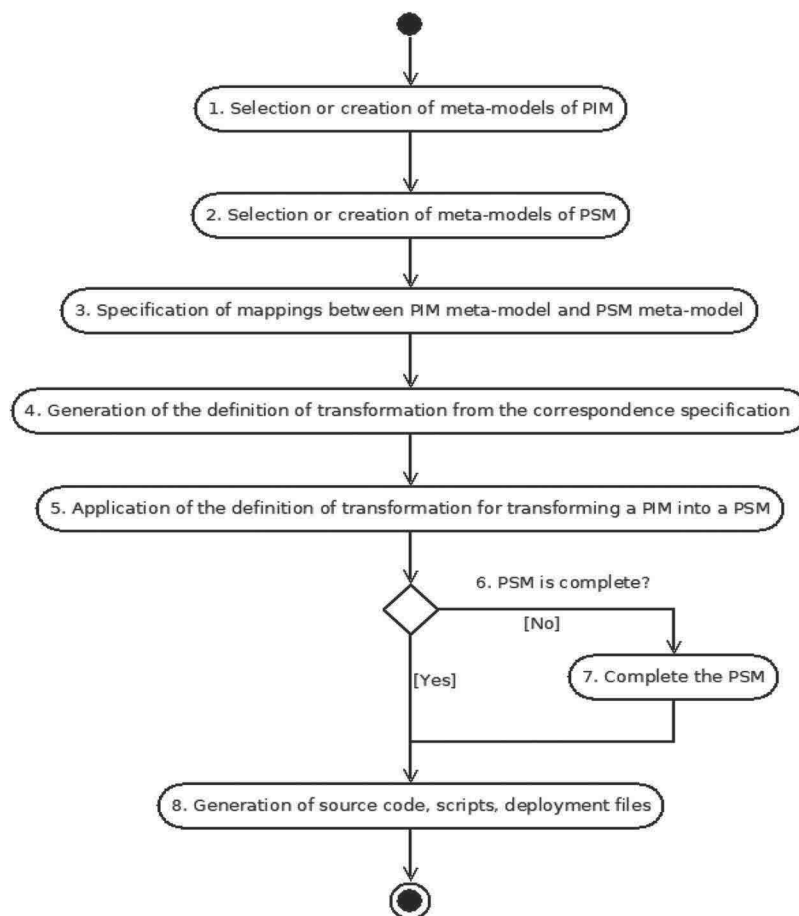 1. Selection or creation of meta-models of PIM
2. Selection or creation of meta-models of PSM
3. Specification of mappings between PIM meta-model and PSM meta-model
4. Generation of the definition of transformation from the correspondence specification
5. Application of the definition of transformation for transforming a PIM into a PSM
6. PSM is complete?
[No]
[Yes]
7. Complete the PSM
8. Generation of source code, scripts, deployment files